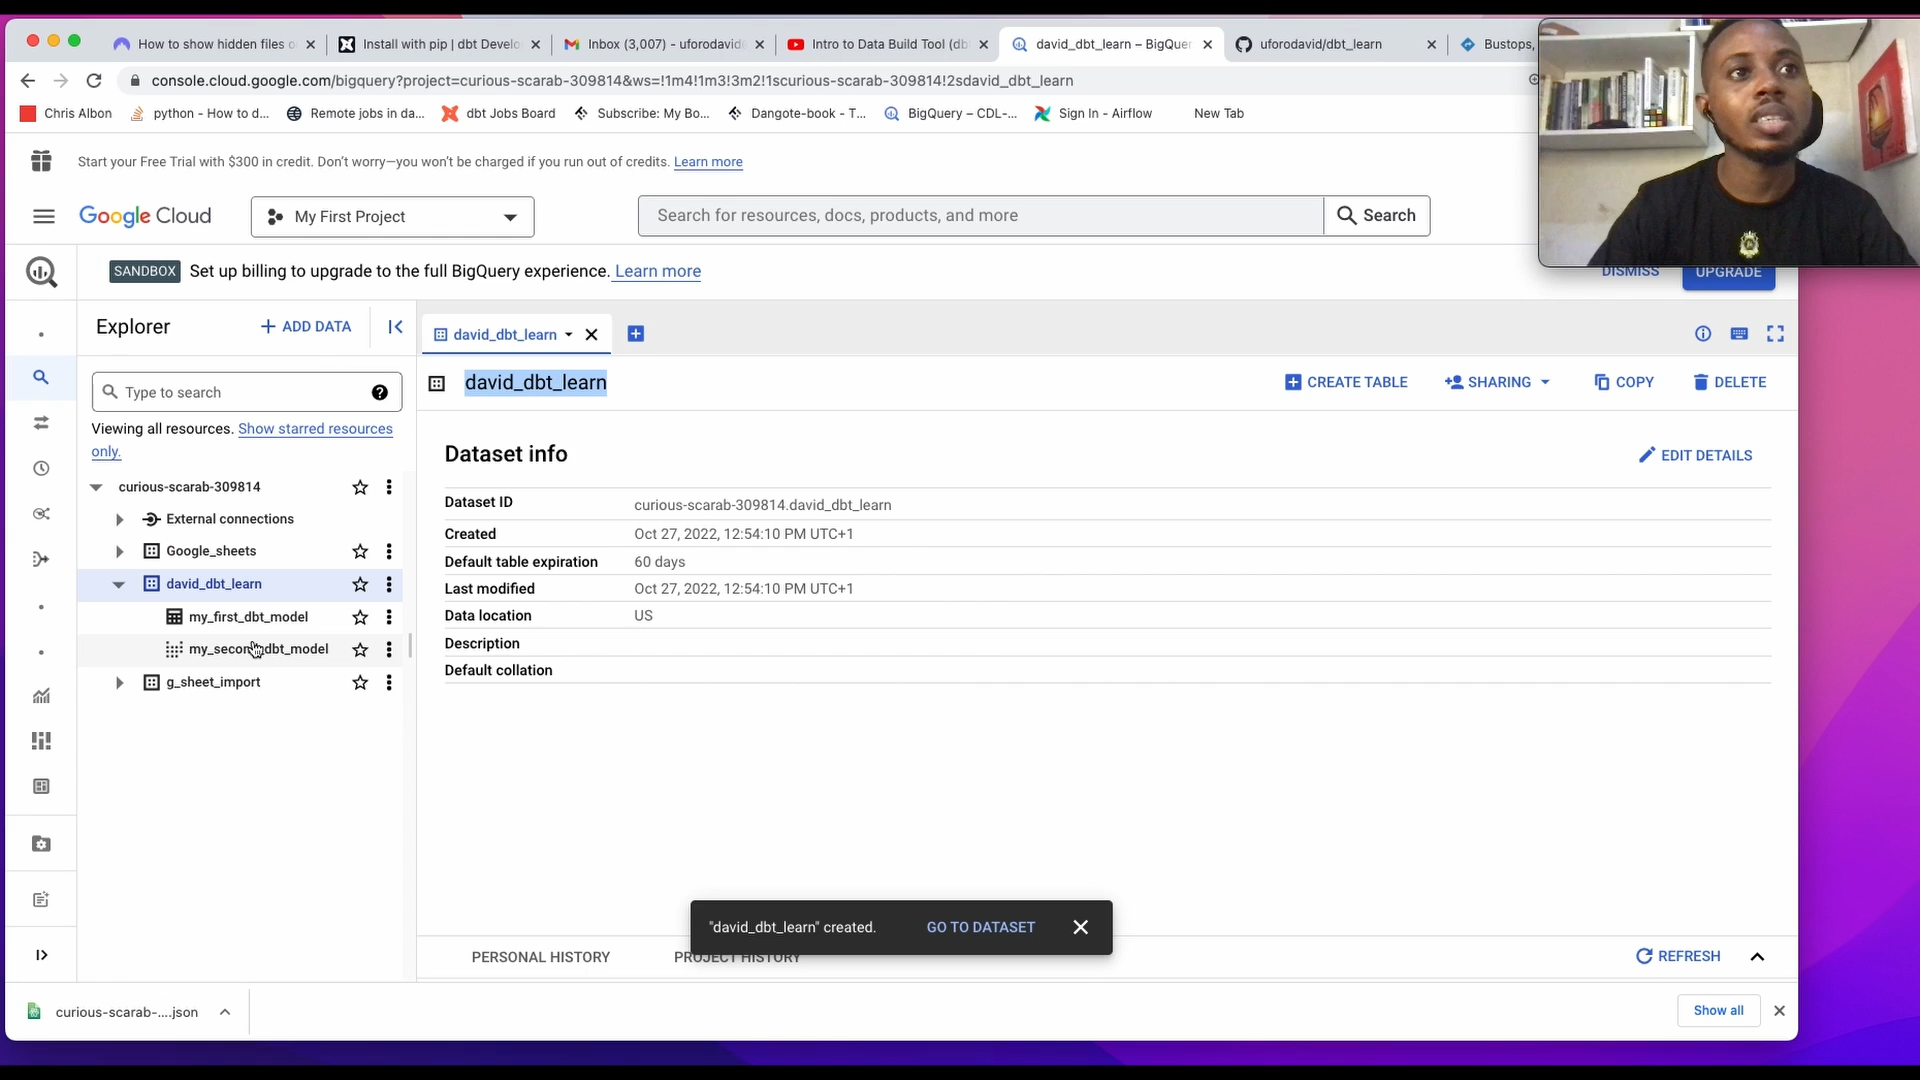 How to show hidden files o
Install with pip | dbt Develo
Inbox (3,007) - uforodavid
Intro to Data Build Tool (db
david_dbt_learn – BigQuer
uforodavid/dbt_learn
Bustops,
console.cloud.google.com/bigquery?project=curious-scarab-309814&ws=!1m4!1m3!3m2!1scurious-scarab-309814!2sdavid_dbt_learn
Chris Albon
python - How to d...
Remote jobs in da...
dbt Jobs Board
Subscribe: My Bo...
Dangote-book - T...
BigQuery – CDL-...
Sign In - Airflow
New Tab
Start your Free Trial with $300 in credit. Don't worry—you won't be charged if you run out of credits. Learn more
Google Cloud
My First Project
Search for resources, docs, products, and more
Search
SANDBOX Set up billing to upgrade to the full BigQuery experience. Learn more
DISMISS
UPGRADE
Explorer
+ ADD DATA
david_dbt_learn
Type to search
Viewing all resources. Show starred resources
only.
curious-scarab-309814
External connections
Google_sheets
david_dbt_learn
my_first_dbt_model
my_second_dbt_model
g_sheet_import
david_dbt_learn
CREATE TABLE
SHARING
COPY
DELETE
Dataset info
EDIT DETAILS
Dataset ID curious-scarab-309814.david_dbt_learn
Created Oct 27, 2022, 12:54:10 PM UTC+1
Default table expiration 60 days
Last modified Oct 27, 2022, 12:54:10 PM UTC+1
Data location US
Description
Default collation
"david_dbt_learn" created.
GO TO DATASET
PERSONAL HISTORY
PROJECT HISTORY
REFRESH
curious-scarab-....json
Show all